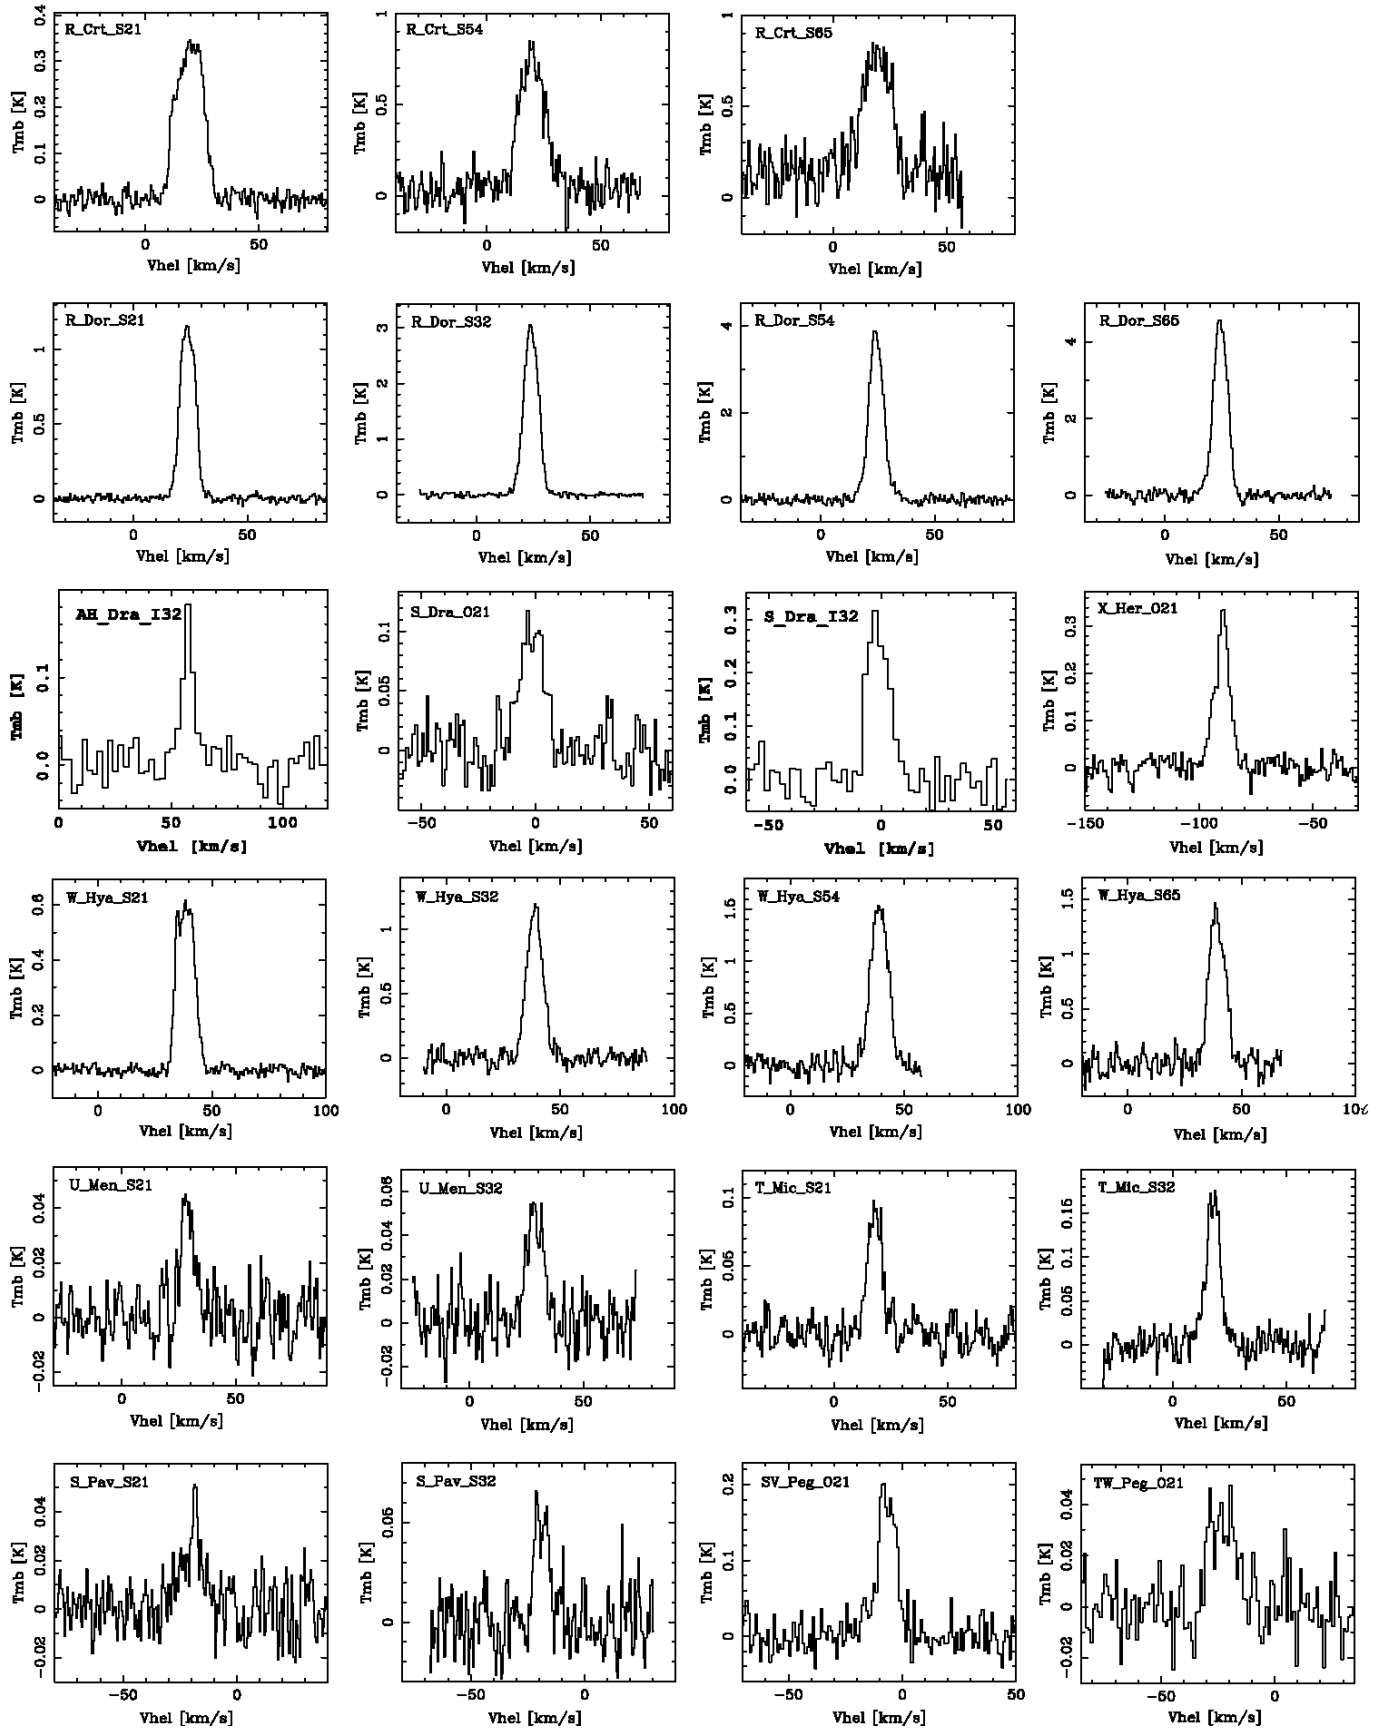 R_Crt_S21
Tmb [K]
0.4
0.3
0.2
0.1
0
0 50
Vhel [km/s]
R_Crt_S54
Tmb [K]
1
0.5
0
0 50
Vhel [km/s]
R_Crt_S65
Tmb [K]
1
0.5
0
0 50
Vhel [km/s]
R_Dor_S21
Tmb [K]
1
0.5
0
0 50
Vhel [km/s]
R_Dor_S32
Tmb [K]
3
2
1
0
0 50
Vhel [km/s]
R_Dor_S54
Tmb [K]
4
2
0
0 50
Vhel [km/s]
R_Dor_S65
Tmb [K]
4
2
0
0 50
Vhel [km/s]
AH_Dra_I32
Tmb [K]
0.1
0.0
0 50 100
Vhel [km/s]
S_Dra_O21
Tmb [K]
0.1
0.05
0
−50 0 50
Vhel [km/s]
S_Dra_I32
Tmb [K]
0.3
0.2
0.1
0.0
−50 0 50
Vhel [km/s]
X_Her_O21
Tmb [K]
0.3
0.2
0.1
0
−150 −100 −50
Vhel [km/s]
W_Hya_S21
Tmb [K]
0.6
0.4
0.2
0
0 50 100
Vhel [km/s]
W_Hya_S32
Tmb [K]
1
0.5
0
0 50 100
Vhel [km/s]
W_Hya_S54
Tmb [K]
1.5
1
0.5
0
0 50 100
Vhel [km/s]
W_Hya_S65
Tmb [K]
1.5
1
0.5
0
0 50
Vhel [km/s]
U_Men_S21
Tmb [K]
0.04
0.02
0
−0.02
0 50
Vhel [km/s]
U_Men_S32
Tmb [K]
0.06
0.04
0.02
0
−0.02
0 50
Vhel [km/s]
T_Mic_S21
Tmb [K]
0.1
0.05
0
0 50
Vhel [km/s]
T_Mic_S32
Tmb [K]
0.15
0.1
0.05
0
0 50
Vhel [km/s]
S_Pav_S21
Tmb [K]
0.04
0.02
0
−0.02
−50 0
Vhel [km/s]
S_Pav_S32
Tmb [K]
0.05
0
−50 0
Vhel [km/s]
SV_Peg_O21
Tmb [K]
0.2
0.1
0
−50 0 50
Vhel [km/s]
TW_Peg_O21
Tmb [K]
0.04
0.02
0
−0.02
−50 0
Vhel [km/s]